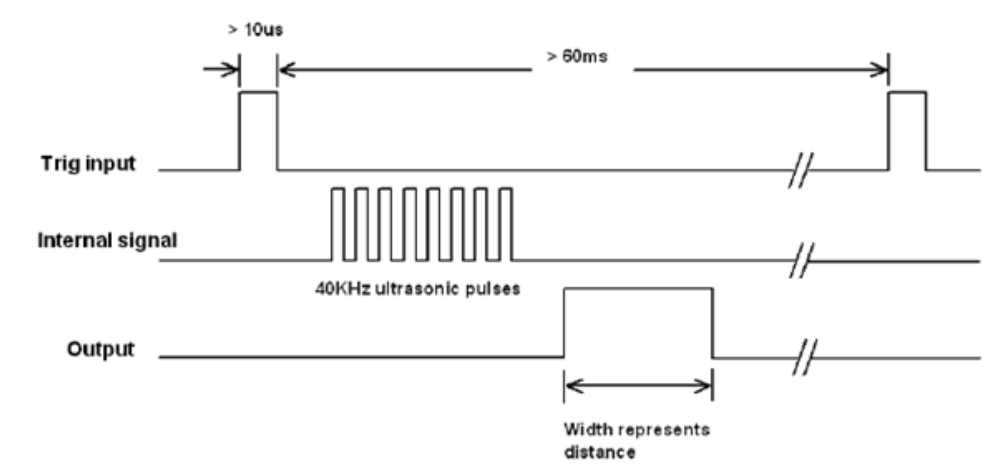 > 10us
> 60ms
Trig input
Internal signal
40KHz ultrasonic pulses
Output
Width represents
distance